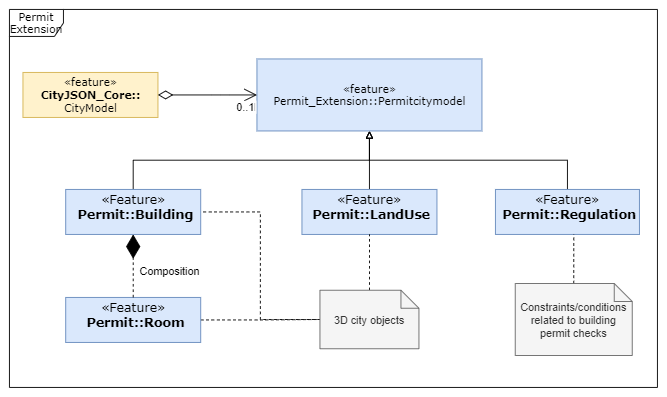 Permit
Extension
«feature»
CityJSON_Core::
CityModel
0..1
«feature»
Permit_Extension::Permitcitymodel
«Feature»
Permit::Building
«Feature»
Permit::LandUse
«Feature»
Permit::Regulation
Composition
«Feature»
Permit::Room
3D city objects
Constraints/conditions
related to building
permit checks